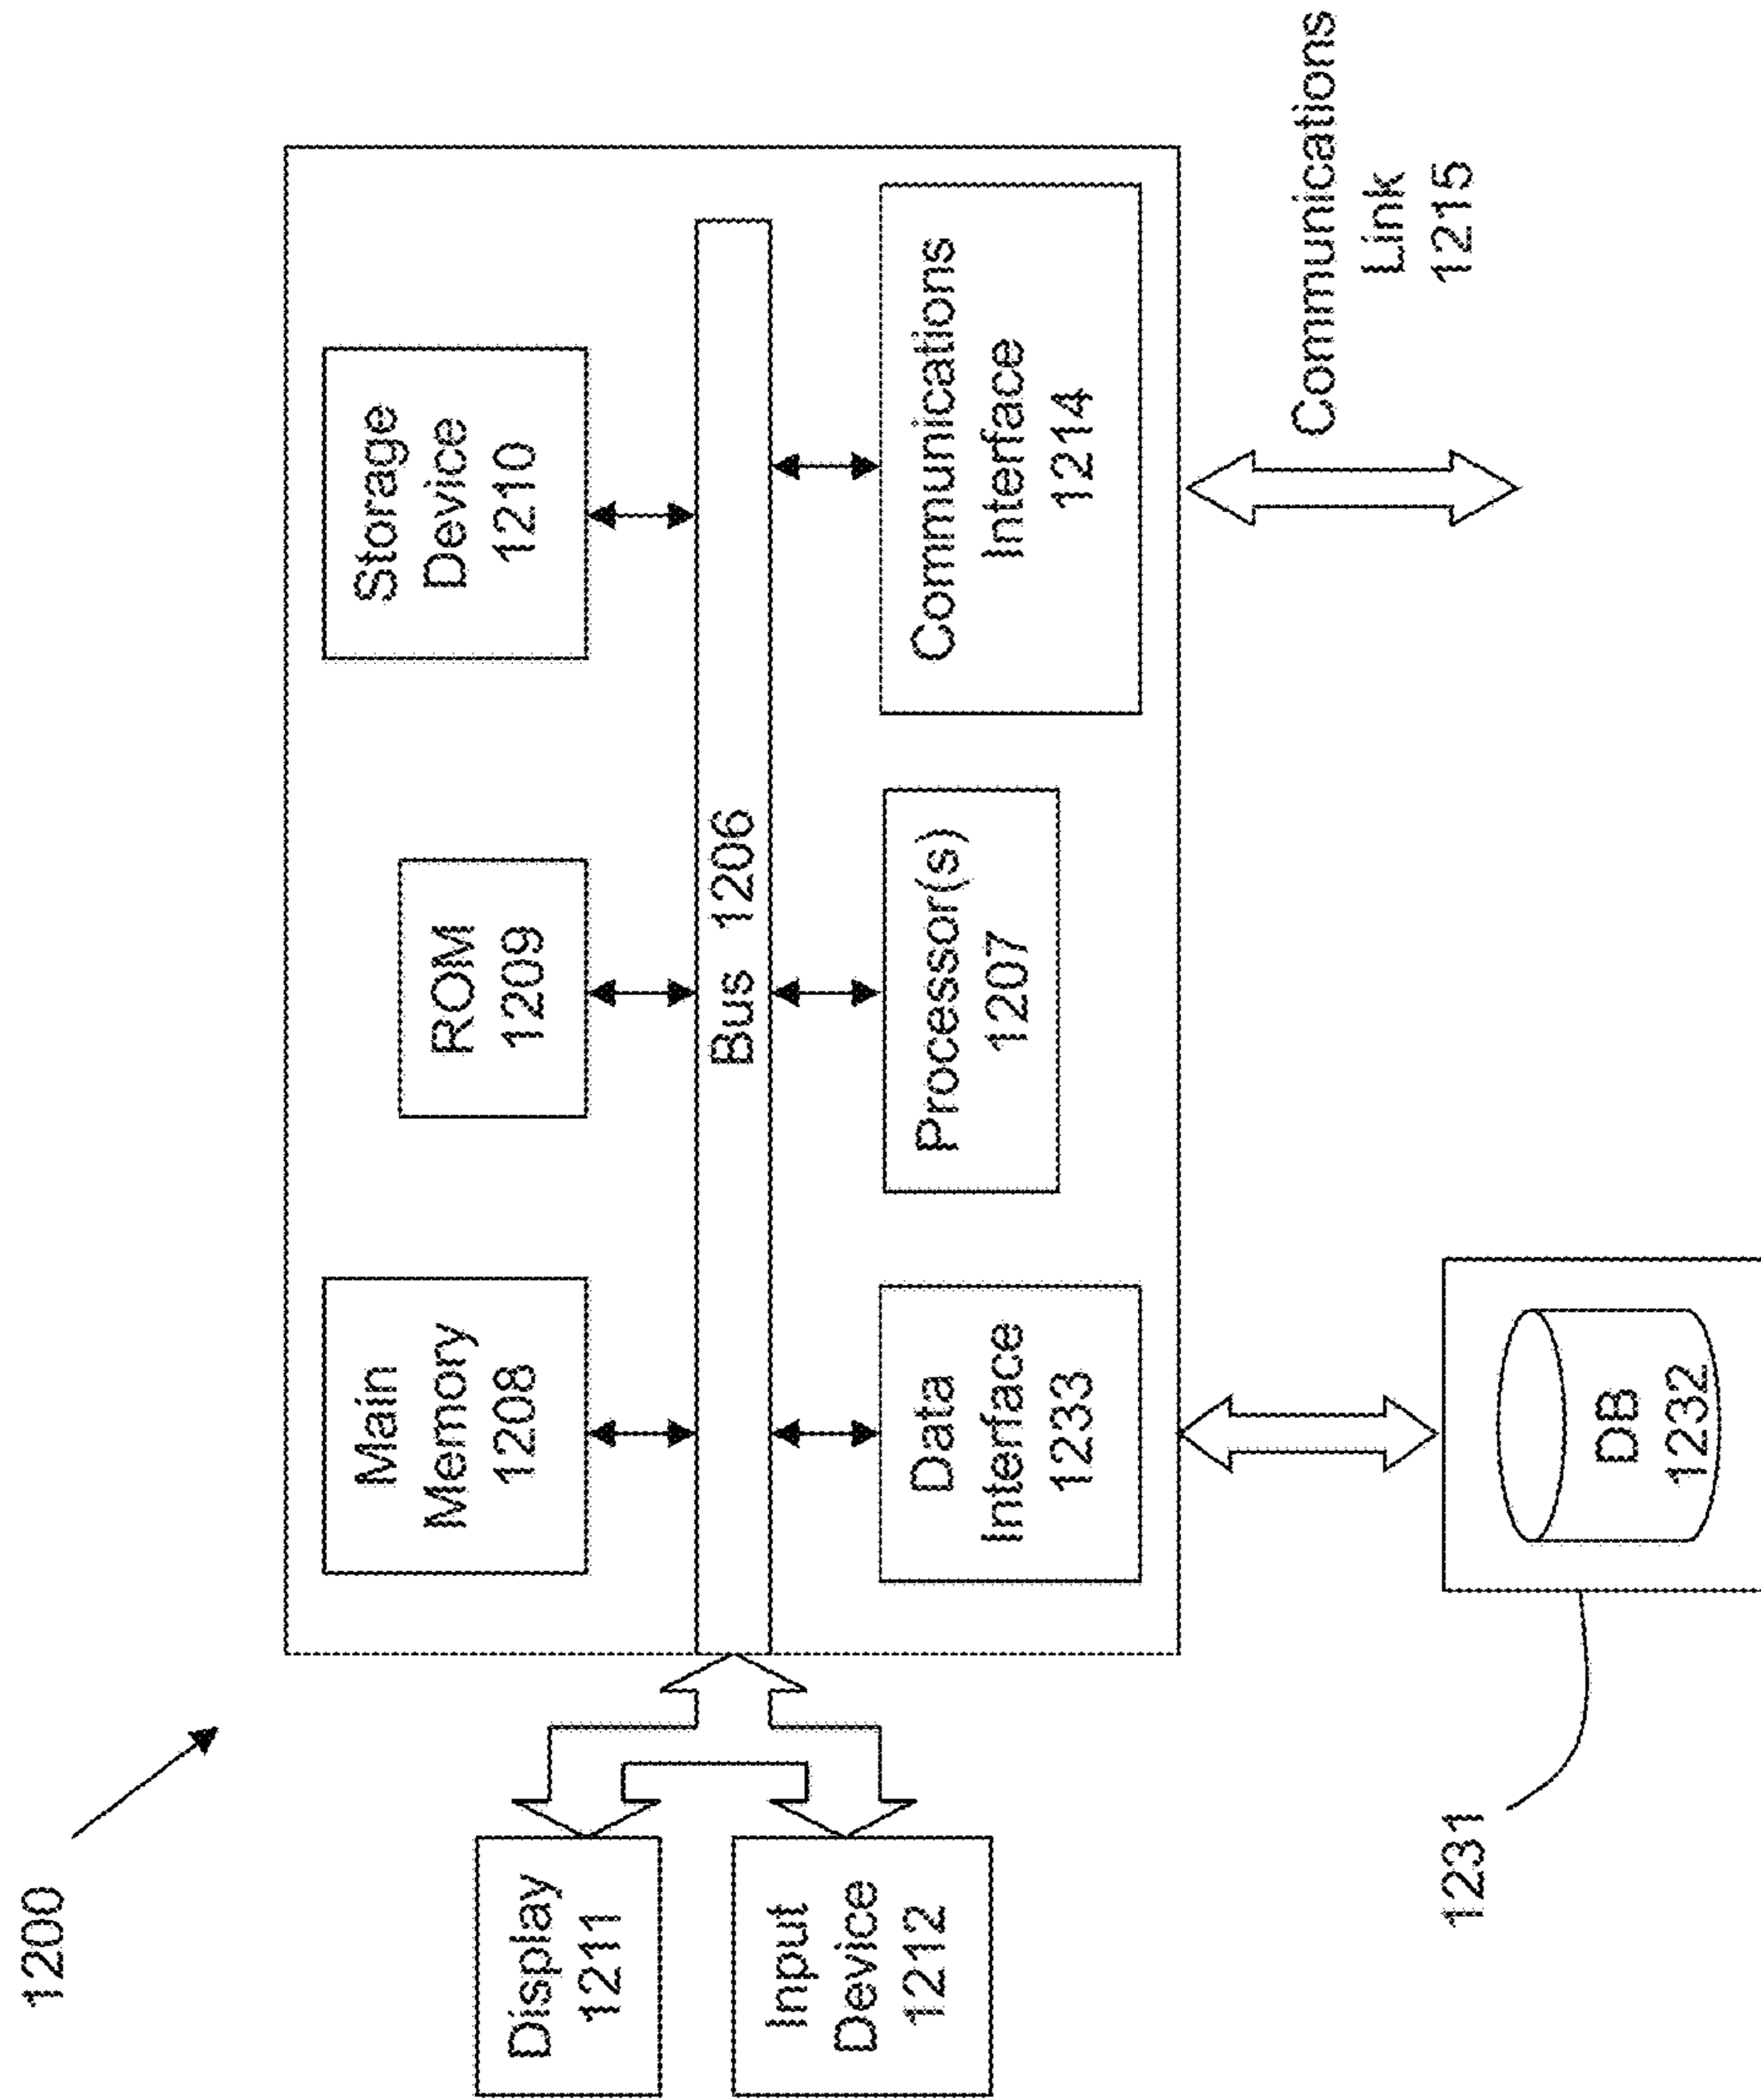 1200
Main
Memory
1208
ROM
1209
Storage
Device
1210
Display
1211
Bus 1206
Input
Device
1212
Data
Interface
1233
Processor(s)
1207
Communications
Interface
1214
1231
DB
1232
Communications
Link
1215